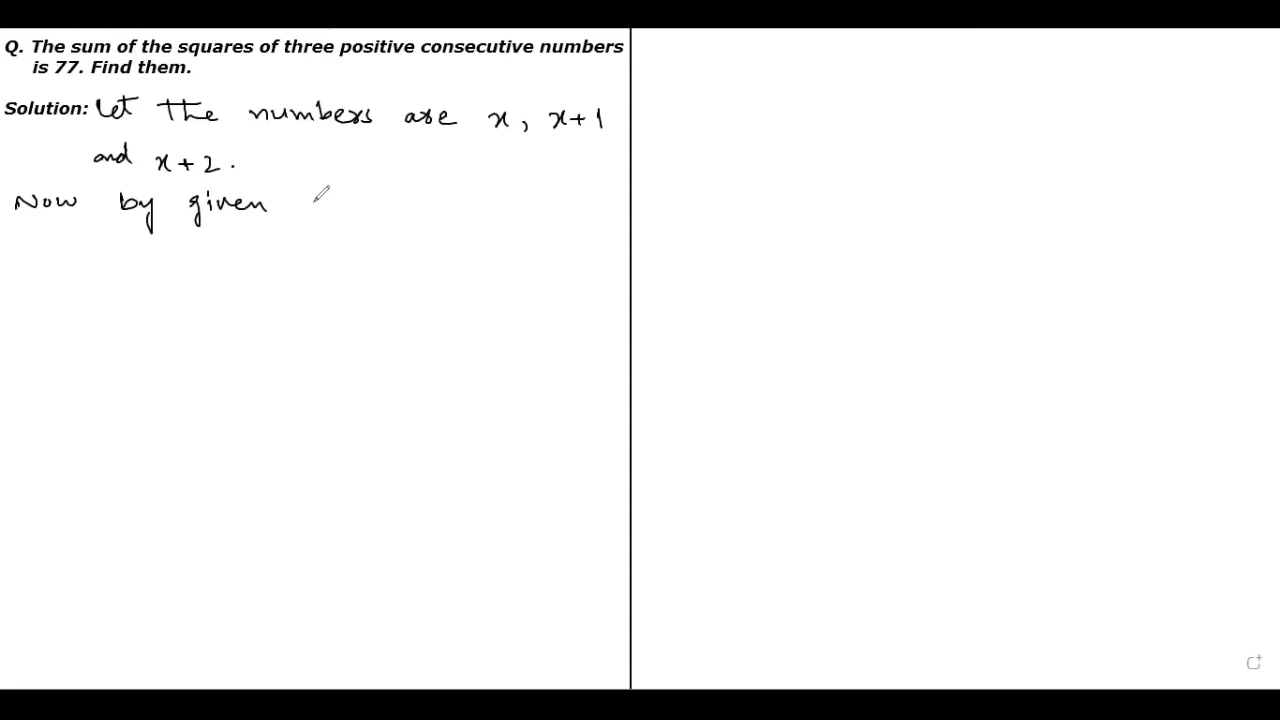 Q. The sum of the squares of three positive consecutive numbers
is 77. Find them.
Solution: Let The numbers are x, x+1
and x+2.
Now by given